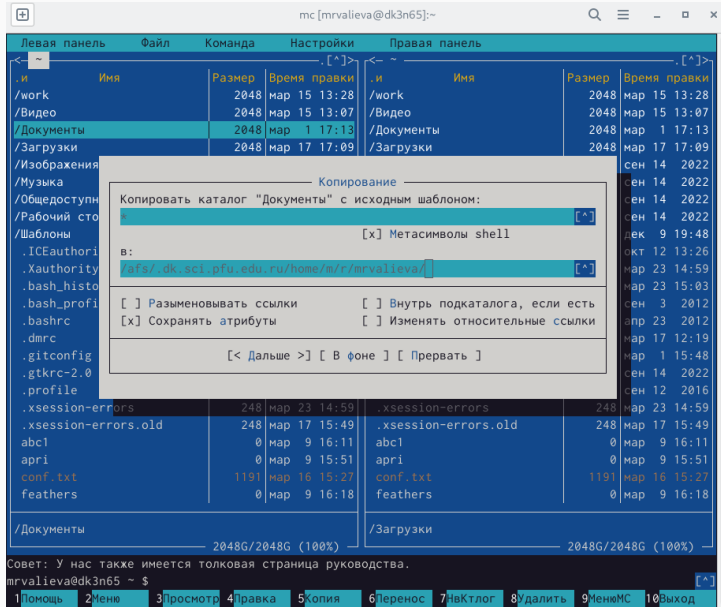 mc [mrvalieva@dk3n65]:~
Левая панель Файл Команда Настройки Правая панель
<- ~ .[^]> <- ~ .[^]>
.и Имя Размер Время правки .и Имя Размер Время правки
/work 2048 мар 15 13:28 /work 2048 мар 15 13:28
/Видео 2048 мар 15 13:07 /Видео 2048 мар 15 13:07
/Документы 2048 мар 1 17:13 /Документы 2048 мар 1 17:13
/Загрузки 2048 мар 17 17:09 /Загрузки 2048 мар 17 17:09
/Изображения сен 14 2022
/Музыка Копирование сен 14 2022
/Общедоступн Копировать каталог "Документы" с исходным шаблоном: сен 14 2022
/Рабочий сто * [^] сен 14 2022
/Шаблоны [x] Метасимволы shell дек 9 19:48
.ICEauthori в: окт 12 13:26
.Xauthority /afs/.dk.sci.pfu.edu.ru/home/m/r/mrvalieva/ [^] мар 23 14:59
.bash_histo мар 23 15:03
.bash_profi [ ] Разыменовывать ссылки [ ] Внутрь подкаталога, если есть сен 3 2012
.bashrc [x] Сохранять атрибуты [ ] Изменять относительные ссылки апр 23 2012
.dmrc мар 17 12:19
.gitconfig [< Дальше >] [ В фоне ] [ Прервать ] мар 1 15:48
.gtkrc-2.0 сен 14 2022
.profile сен 12 2016
.xsession-errors 248 мар 23 14:59 .xsession-errors 248 мар 23 14:59
.xsession-errors.old 248 мар 17 15:49 .xsession-errors.old 248 мар 17 15:49
abc1 0 мар 9 16:11 abc1 0 мар 9 16:11
apri 0 мар 9 15:51 apri 0 мар 9 15:51
conf.txt 1191 мар 16 15:27 conf.txt 1191 мар 16 15:27
feathers 0 мар 9 16:18 feathers 0 мар 9 16:18
/Документы /Загрузки
2048G/2048G (100%) 2048G/2048G (100%)
Совет: У нас также имеется толковая страница руководства.
mrvalieva@dk3n65 ~ $ [^]
1Помощь 2Меню 3Просмотр 4Правка 5Копия 6Перенос 7НвКтлог 8Удалить 9МенюМС 10Выход